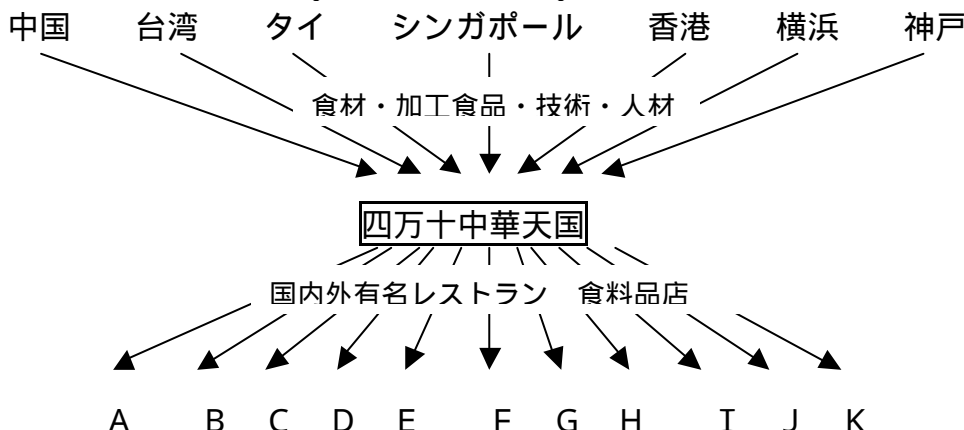 中国 台湾 タイ シンガポール 香港 横浜 神戸
食材・加工食品・技術・人材
四万十中華天国
国内外有名レストラン 食料品店
A B C D E F G H I J K